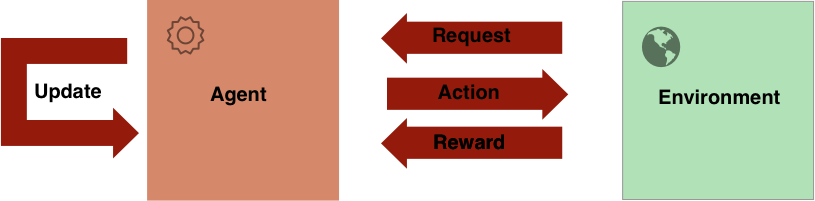 Request
Update
Agent
Action
Environment
Reward